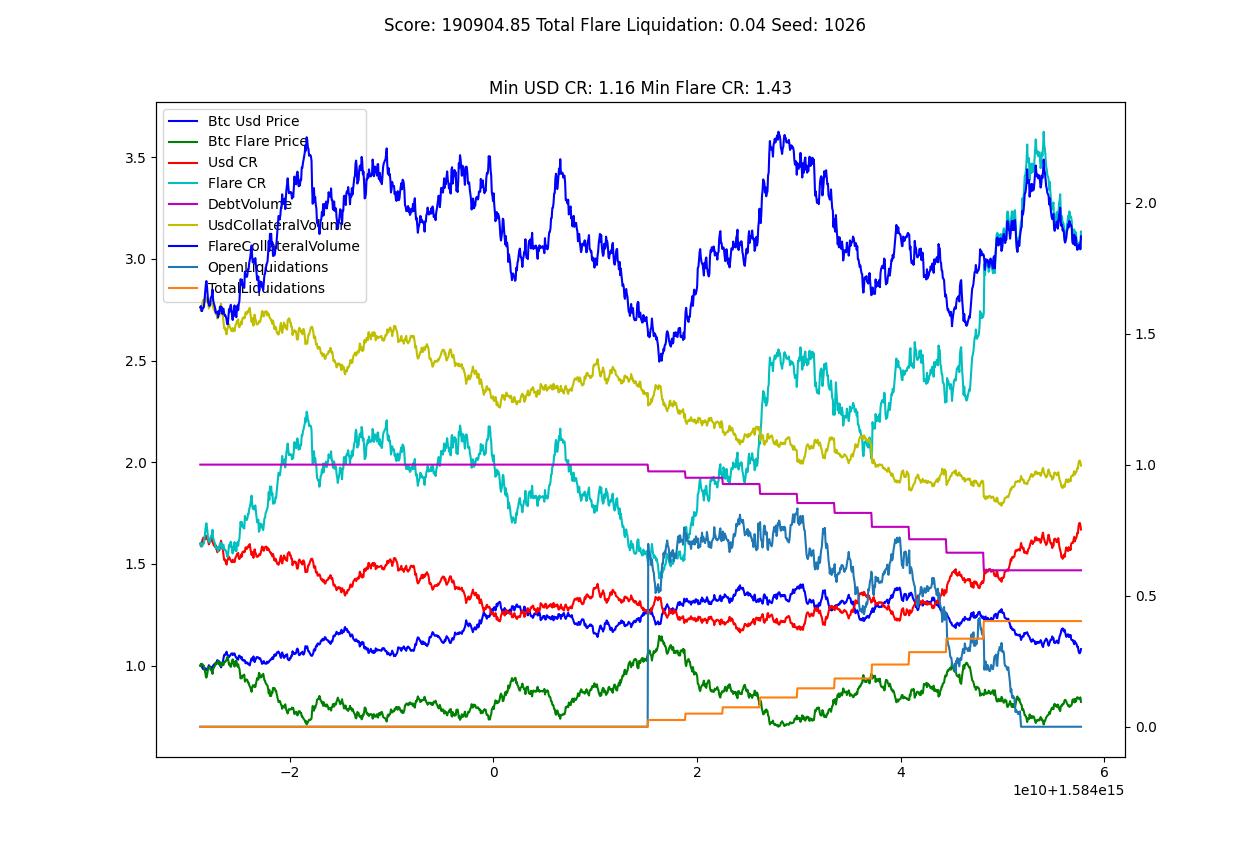 Score: 190904.85 Total Flare Liquidation: 0.04 Seed: 1026
Min USD CR: 1.16 Min Flare CR: 1.43
Btc Usd Price
Btc Flare Price
Usd CR
Flare CR
DebtVolume
UsdCollateralVolume
FlareCollateralVolume
OpenLiquidations
TotalLiquidations
3.5
3.0
2.5
2.0
1.5
1.0
2.0
1.5
1.0
0.5
0.0
−2
0
2
4
6
1e10+1.584e15